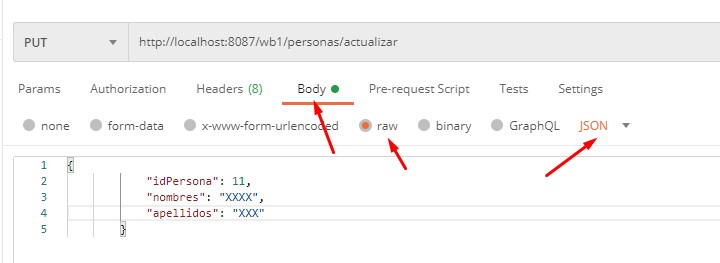 PUT http://localhost:8087/wb1/personas/actualizar
Params Authorization Headers (8) Body Pre-request Script Tests Settings
none form-data x-www-form-urlencoded raw binary GraphQL JSON
1 {
2 "idPersona": 11,
3 "nombres": "XXXX",
4 "apellidos": "XXX"
5 }